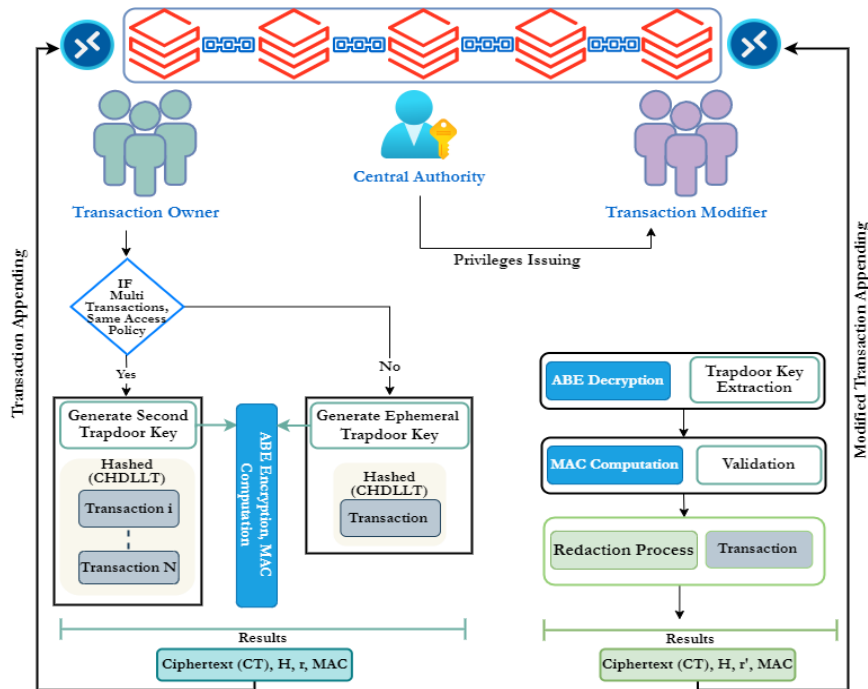 Transaction Owner
Central Authority
Transaction Modifier
Privileges Issuing
Transaction Appending
Modified Transaction Appending
IF
Multi
Transactions,
Same Access
Policy
Yes
No
Generate Second
Trapdoor Key
Hashed
(CHDLLT)
Transaction i
Transaction N
ABE Encryption, MAC
Computation
Generate Ephemeral
Trapdoor Key
Hashed
(CHDLLT)
Transaction
Results
Ciphertext (CT), H, r, MAC
ABE Decryption
Trapdoor Key
Extraction
MAC Computation
Validation
Redaction Process
Transaction
Results
Ciphertext (CT), H, r', MAC